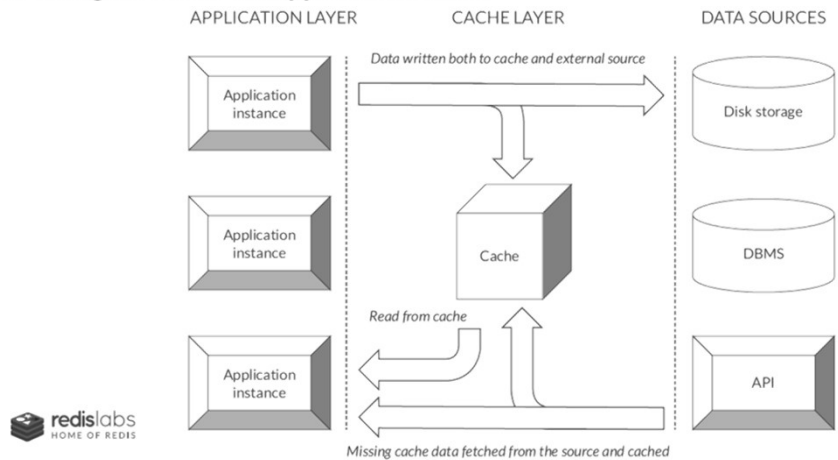 APPLICATION LAYER
CACHE LAYER
DATA SOURCES
Data written both to cache and external source
Application
instance
Disk storage
Application
instance
Cache
DBMS
Read from cache
Application
instance
API
redislabs
HOME OF REDIS
Missing cache data fetched from the source and cached